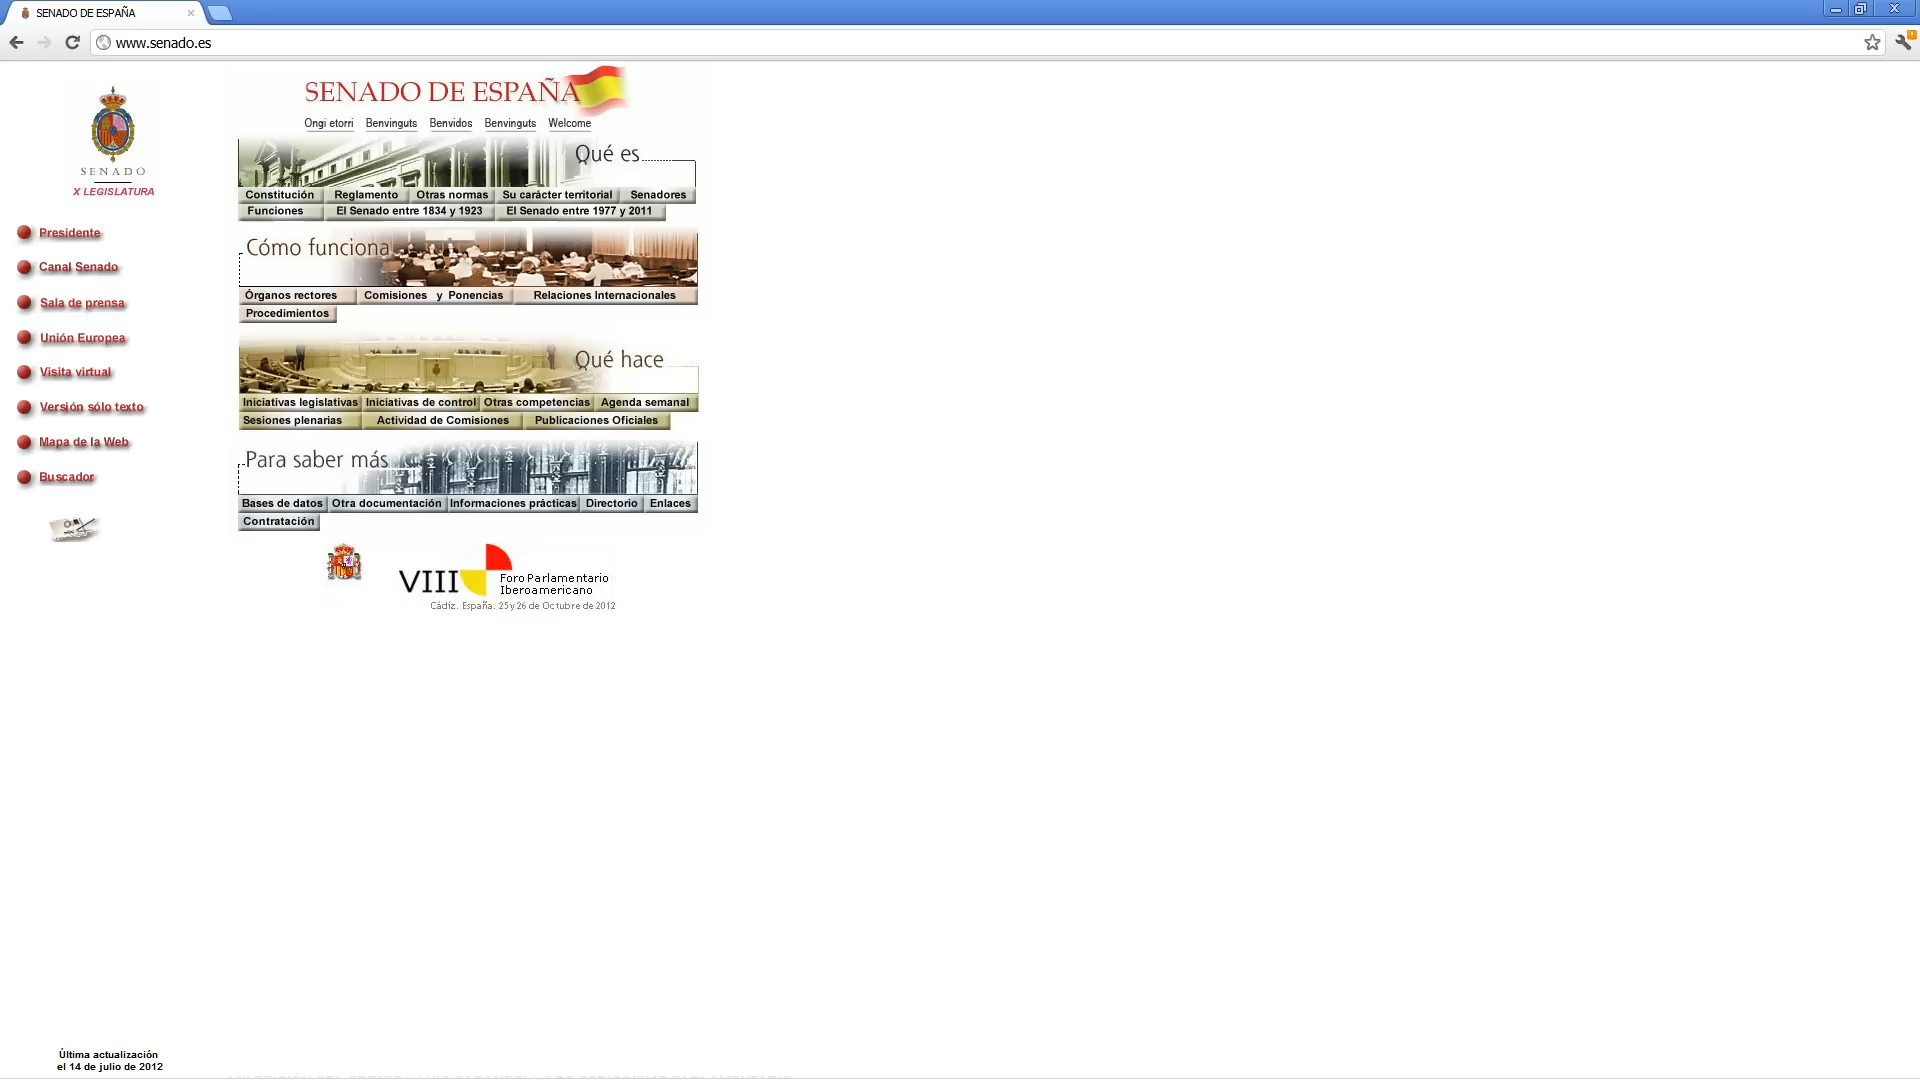 SENADO DE ESPAÑA
www.senado.es
SENADO
X LEGISLATURA
Presidente
Canal Senado
Sala de prensa
Unión Europea
Visita virtual
Versión sólo texto
Mapa de la Web
Buscador
SENADO DE ESPAÑA
Ongi etorri Benvinguts Benvidos Benvinguts Welcome
Qué es
Constitución Reglamento Otras normas Su carácter territorial Senadores
Funciones El Senado entre 1834 y 1923 El Senado entre 1977 y 2011
Cómo funciona
Órganos rectores Comisiones y Ponencias Relaciones Internacionales
Procedimientos
Qué hace
Iniciativas legislativas Iniciativas de control Otras competencias Agenda semanal
Sesiones plenarias Actividad de Comisiones Publicaciones Oficiales
Para saber más
Bases de datos Otra documentación Informaciones prácticas Directorio Enlaces
Contratación
VIII Foro Parlamentario
Iberoamericano
Cádiz. España. 25 y 26 de Octubre de 2012
Última actualización
el 14 de julio de 2012